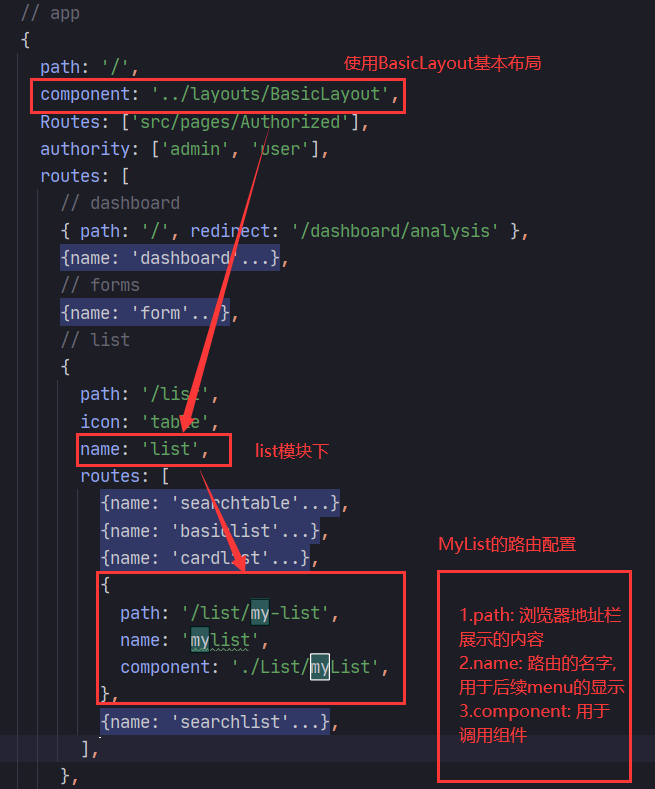 // app
{
path: '/',
使用BasicLayout基本布局
component: '../layouts/BasicLayout',
Routes: ['src/pages/Authorized'],
authority: ['admin', 'user'],
routes: [
// dashboard
{ path: '/', redirect: '/dashboard/analysis' },
{name: 'dashboard'...},
// forms
{name: 'form'...},
// list
{
path: '/list',
icon: 'table',
name: 'list',
list模块下
routes: [
{name: 'searchtable'...},
{name: 'basiclist'...},
{name: 'cardlist'...},
{
path: '/list/my-list',
name: 'mylist',
component: './List/myList',
},
{name: 'searchlist'...},
],
},
MyList的路由配置
1.path: 浏览器地址栏
展示的内容
2.name: 路由的名字,
用于后续menu的显示
3.component: 用于
调用组件